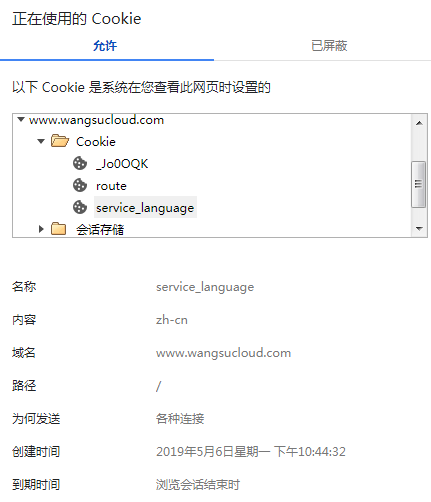 正在使用的 Cookie
允许 已屏蔽
以下 Cookie 是系统在您查看此网页时设置的
www.wangsucloud.com
Cookie
_Jo0OQK
route
service_language
会话存储
名称 service_language
内容 zh-cn
域名 www.wangsucloud.com
路径 /
为何发送 各种连接
创建时间 2019年5月6日星期一 下午10:44:32
到期时间 浏览会话结束时